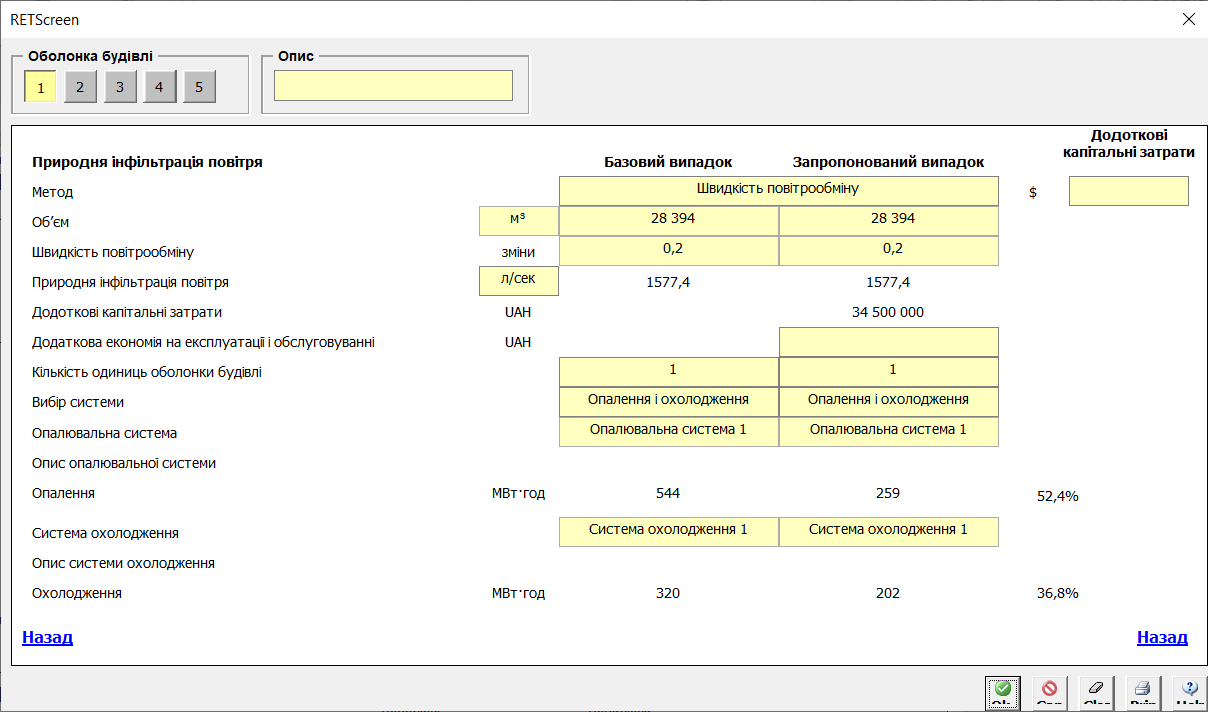 RETScreen
Оболонка будівлі
Опис
1 2 3 4 5
Додоткові
капітальні затрати
Природня інфільтрація повітря Базовий випадок Запропонований випадок
Метод Швидкість повітрообміну $
Об’єм м³ 28 394 28 394
Швидкість повітрообміну зміни 0,2 0,2
Природня інфільтрація повітря л/сек 1577,4 1577,4
Додоткові капітальні затрати UAH 34 500 000
Додаткова економія на експлуатації і обслуговуванні UAH
Кількість одиниць оболонки будівлі 1 1
Вибір системи Опалення і охолодження Опалення і охолодження
Опалювальна система Опалювальна система 1 Опалювальна система 1
Опис опалювальної системи
Опалення МВт·год 544 259 52,4%
Система охолодження Система охолодження 1 Система охолодження 1
Опис системи охолодження
Охолодження МВт·год 320 202 36,8%
Назад Назад